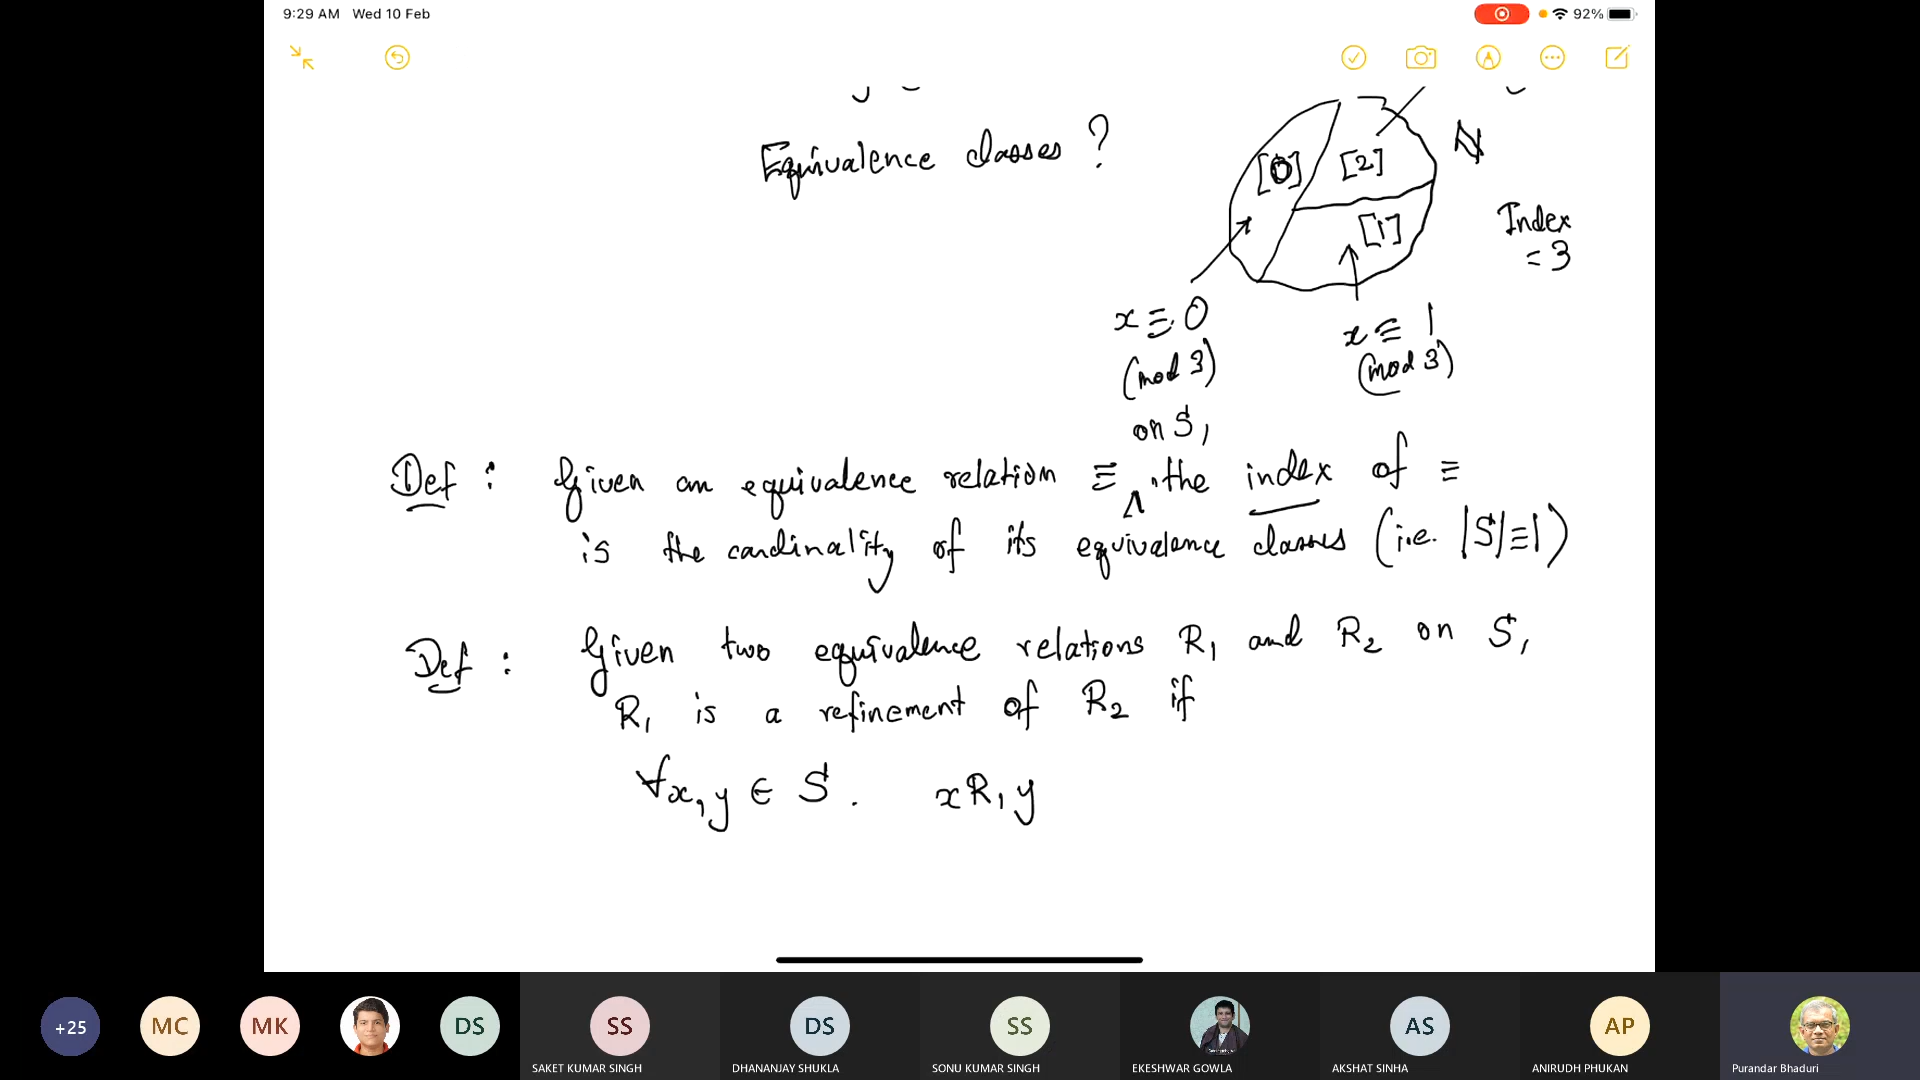 9:29 AM Wed 10 Feb
92%
Equivalence classes ?
[0]
[2]
[1]
ℕ
Index
= 3
x ≡ 0
(mod 3)
x ≡ 1
(mod 3)
on S,
Def : Given an equivalence relation ≡ ∧ the index of ≡
is the cardinality of its equivalence classes (i.e. |S/≡|)
Def : Given two equivalence relations R₁ and R₂ on S,
R₁ is a refinement of R₂ if
∀x, y ∈ S . x R₁ y
+25
MC
MK
DS
SS
DS
SS
AS
AP
SAKET KUMAR SINGH
DHANANJAY SHUKLA
SONU KUMAR SINGH
EKESHWAR GOWLA
AKSHAT SINHA
ANIRUDH PHUKAN
Purandar Bhaduri